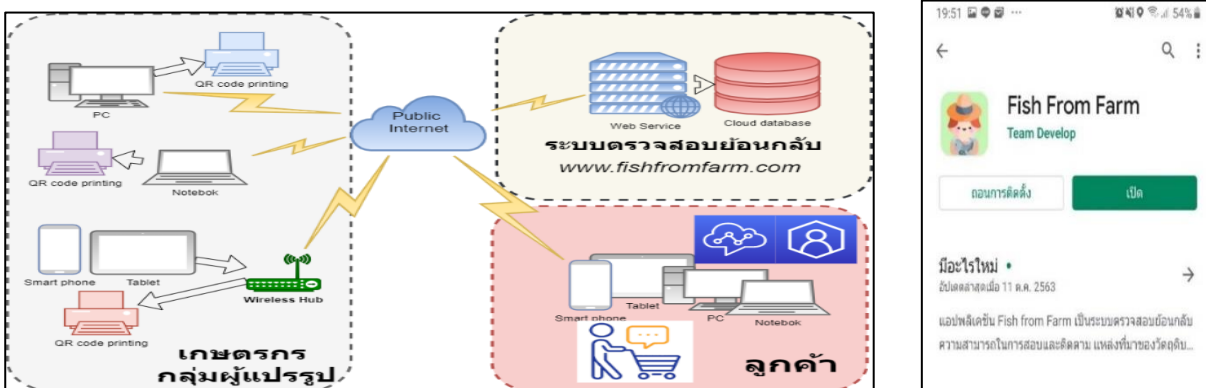 QR code printing
PC
QR code printing
Notebok
Smart phone
Tablet
Wireless Hub
QR code printing
เกษตรกร
กลุ่มผู้แปรรูป
Public
Internet
Web Service
Cloud database
ระบบตรวจสอบย้อนกลับ
www.fishfromfarm.com
Tablet
Smart phone
PC
Notebok
ลูกค้า
19:51
54%
Fish From Farm
Team Develop
ถอนการติดตั้ง
เปิด
มีอะไรใหม่
อัปเดตล่าสุดเมื่อ 11 ต.ค. 2563
แอปพลิเคชัน Fish from Farm เป็นระบบตรวจสอบย้อนกลับ
ความสามารถในการสอบและติดตาม แหล่งที่มาของวัตถุดิบ...